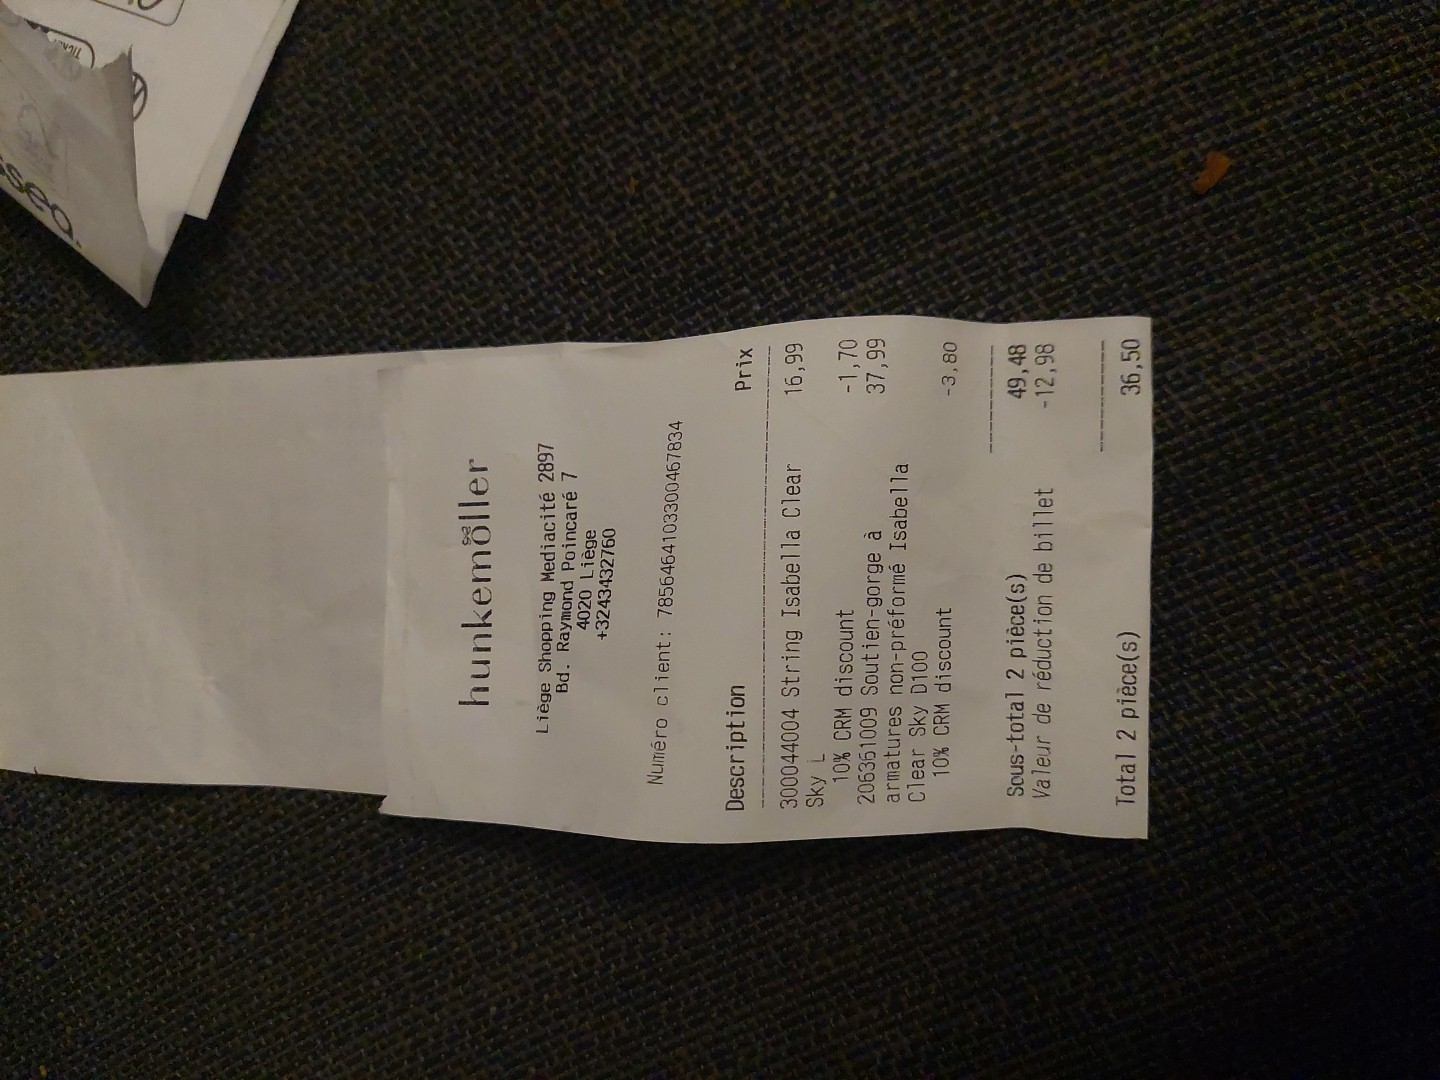 hunkemöller
Liège Shopping Mediacité 2897
Bd. Raymond Poincaré 7
4020 Liège
+3243432760
Numéro client: 7856464103300467834
Description Prix
300044004 String Isabella Clear 16,99
Sky L
10% CRM discount -1,70
206361009 Soutien-gorge à 37,99
armatures non-préformé Isabella
Clear Sky D100
10% CRM discount -3,80
Sous-total 2 pièce(s) 49,48
Valeur de réduction de billet -12,98
Total 2 pièce(s) 36,50